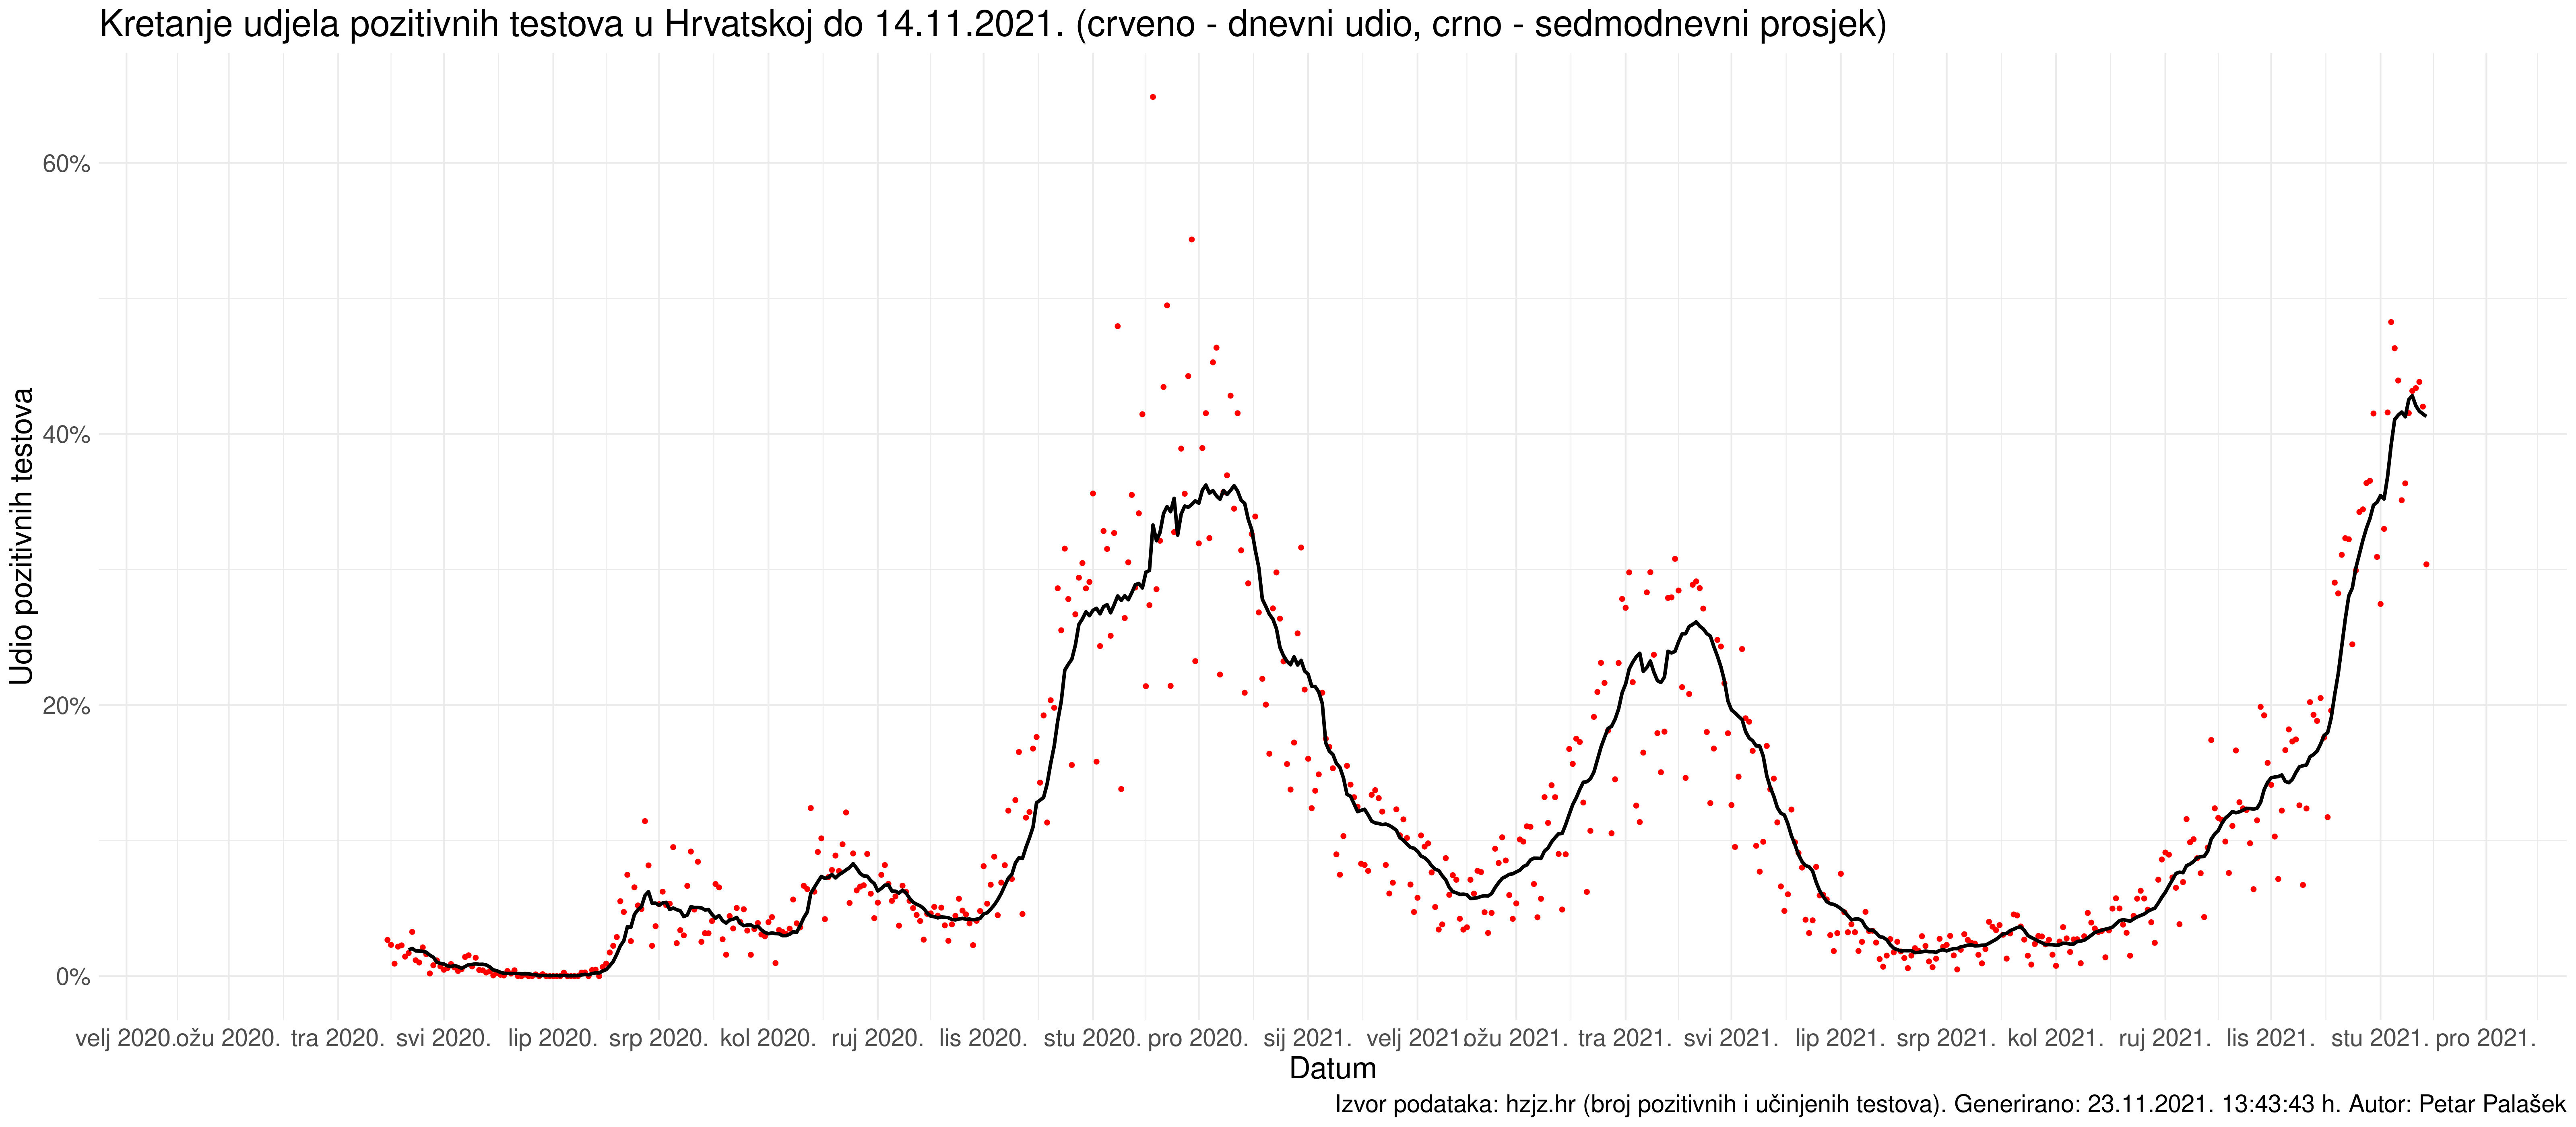 Kretanje udjela pozitivnih testova u Hrvatskoj do 14.11.2021. (crveno - dnevni udio, crno - sedmodnevni prosjek)
Udio pozitivnih testova
60%
40%
20%
0%
velj 2020. ožu 2020. tra 2020. svi 2020. lip 2020. srp 2020. kol 2020. ruj 2020. lis 2020. stu 2020. pro 2020. sij 2021. velj 2021. ožu 2021. tra 2021. svi 2021. lip 2021. srp 2021. kol 2021. ruj 2021. lis 2021. stu 2021. pro 2021.
Datum
Izvor podataka: hzjz.hr (broj pozitivnih i učinjenih testova). Generirano: 23.11.2021. 13:43:43 h. Autor: Petar Palašek